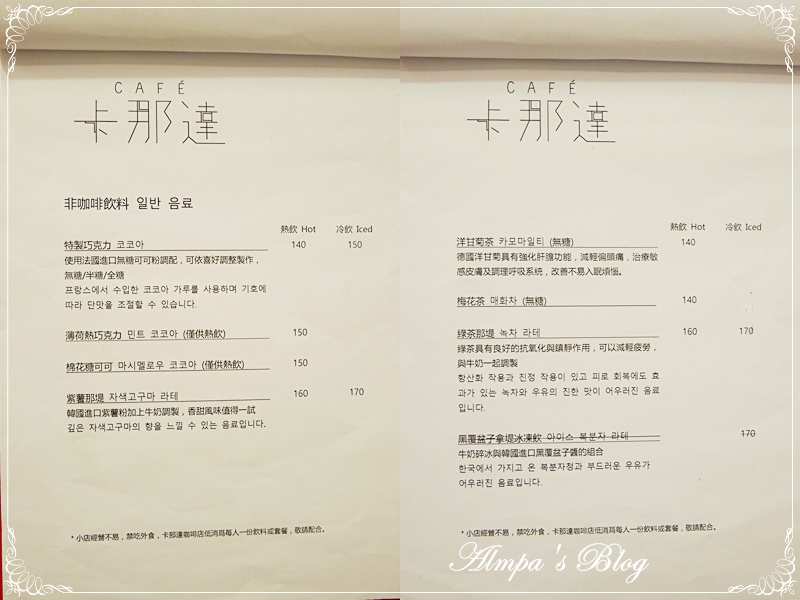 CAFÉ
卡那達
非咖啡飲料 일반 음료
熱飲 Hot 冷飲 Iced
特製巧克力 코코아 140 150
使用法國進口無糖可可粉調配，可依喜好調整製作，
無糖/半糖/全糖
프랑스에서 수입한 코코아 가루를 사용하며 기호에
따라 단맛을 조절할 수 있습니다.
薄荷熱巧克力 민트 코코아 (僅供熱飲) 150
棉花糖可可 마시멜로우 코코아 (僅供熱飲) 150
紫薯那堤 자색고구마 라테 160 170
韓國進口紫薯粉加上牛奶調製，香甜風味值得一試
깊은 자색고구마의 향을 느낄 수 있는 음료입니다.
* 小店經營不易，禁吃外食，卡那達咖啡店低消爲每人一份飲料或套餐，敬請配合。
CAFÉ
卡那達
熱飲 Hot 冷飲 Iced
洋甘菊茶 카모마일티 (無糖) 140
德國洋甘菊具有強化肝膽功能，減輕偏頭痛，治療敏
感皮膚及調理呼吸系統，改善不易入眠煩惱。
梅花茶 매화차 (無糖) 140
綠茶那堤 녹차 라테 160 170
綠茶具有良好的抗氧化與鎮靜作用，可以減輕疲勞，
與牛奶一起調製
항산화 작용과 진정 작용이 있고 피로 회복에도 효
과가 있는 녹차와 우유의 진한 맛이 어우러진 음료
입니다.
黑覆盆子拿堤冰凍飲 아이스 복분자 라테 170
牛奶碎冰與韓國進口黑覆盆子醬的組合
한국에서 가지고 온 복분자청과 부드러운 우유가
어우러진 음료입니다.
* 小店經營不易，禁吃外食，卡那達咖啡店低消爲每人一份飲料或套餐，敬請配合。
Almpa's Blog